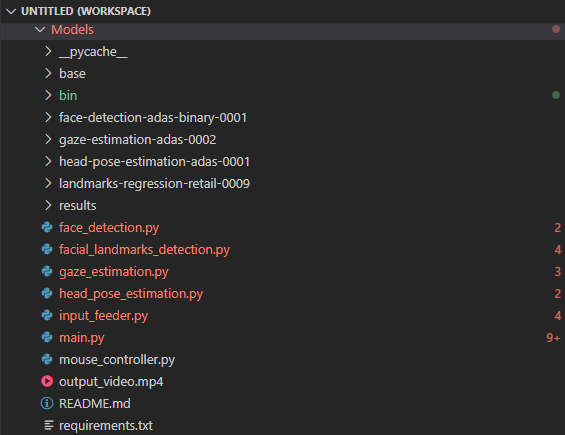 UNTITLED (WORKSPACE)
Models
__pycache__
base
bin
face-detection-adas-binary-0001
gaze-estimation-adas-0002
head-pose-estimation-adas-0001
landmarks-regression-retail-0009
results
face_detection.py 2
facial_landmarks_detection.py 4
gaze_estimation.py 3
head_pose_estimation.py 2
input_feeder.py 4
main.py 9+
mouse_controller.py
output_video.mp4
README.md
requirements.txt